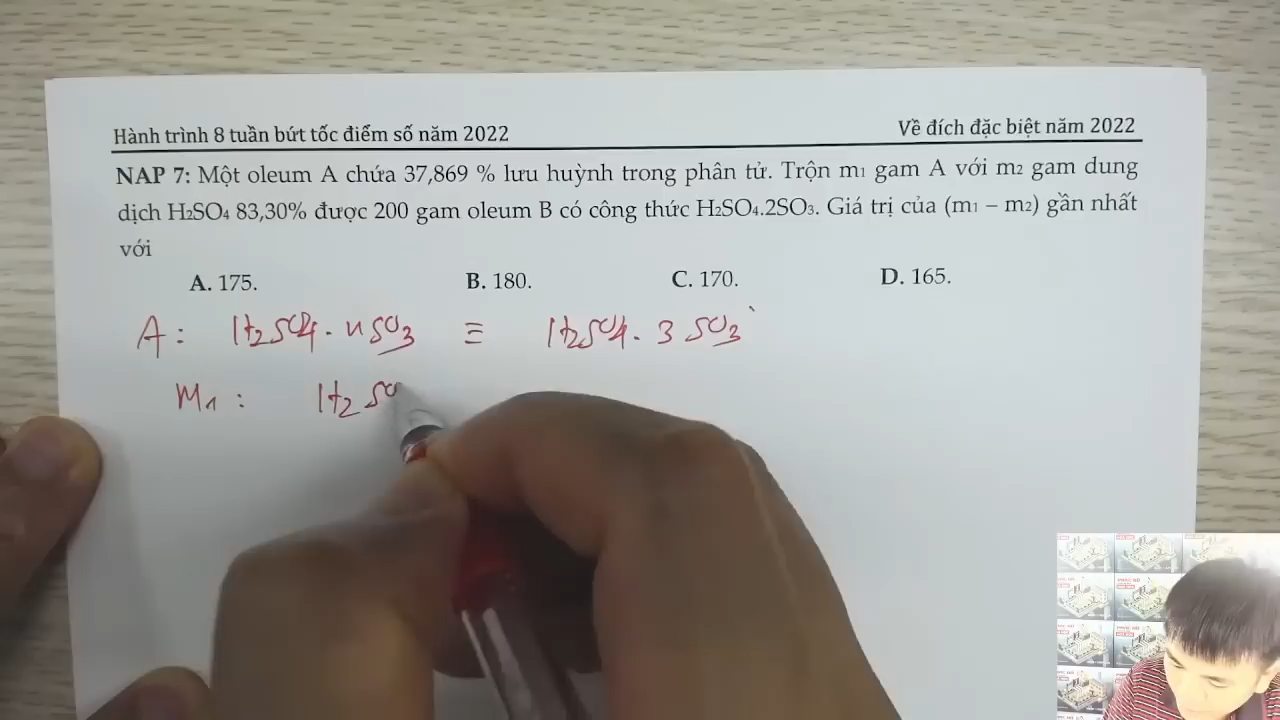 Hành trình 8 tuần bứt tốc điểm số năm 2022 Về đích đặc biệt năm 2022
NAP 7: Một oleum A chứa 37,869 % lưu huỳnh trong phân tử. Trộn m₁ gam A với m₂ gam dung
dịch H₂SO₄ 83,30% được 200 gam oleum B có công thức H₂SO₄.2SO₃. Giá trị của (m₁ – m₂) gần nhất
với
A. 175. B. 180. C. 170. D. 165.
A : H₂SO₄. nSO₃ ≡ H₂SO₄. 3 SO₃
m₁ : H₂ SO